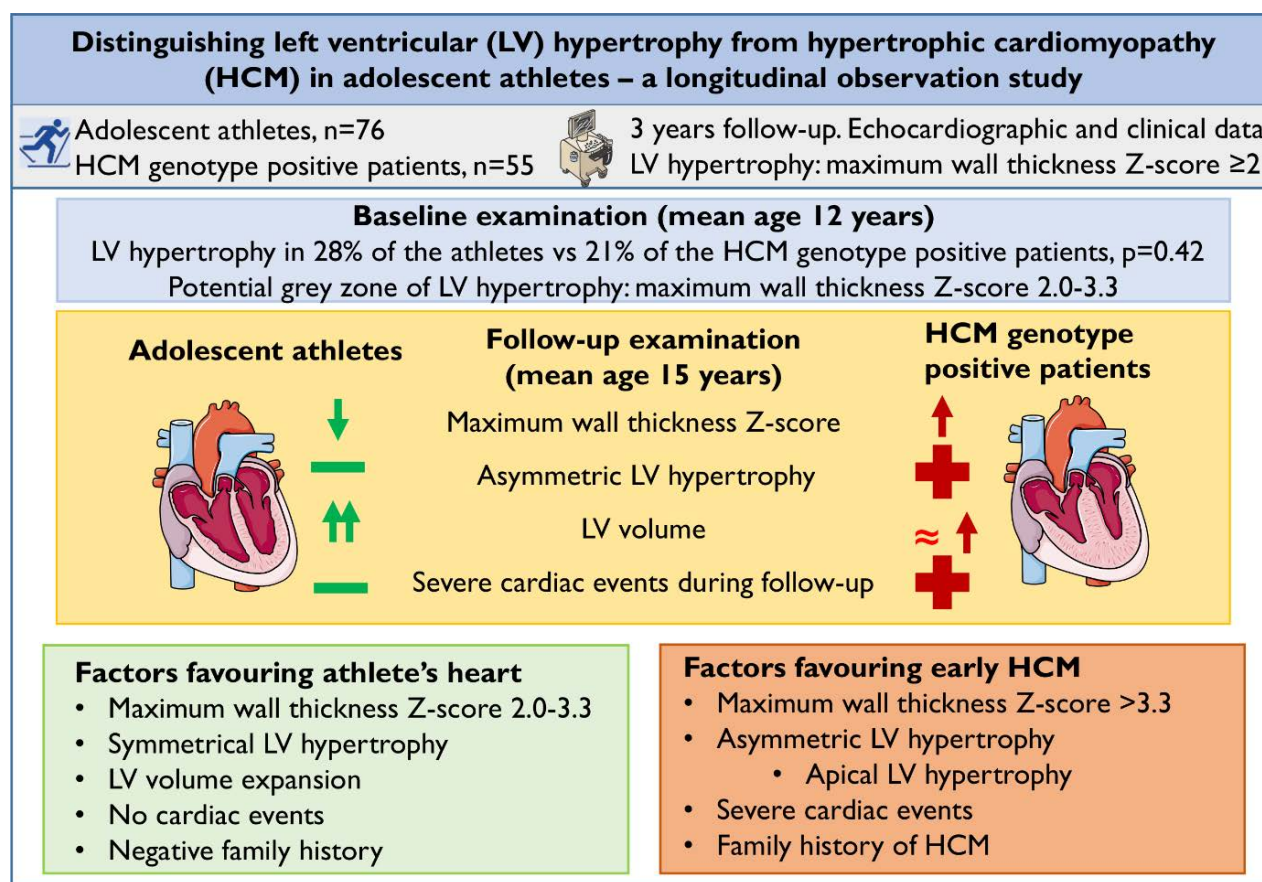 Distinguishing left ventricular (LV) hypertrophy from hypertrophic cardiomyopathy
(HCM) in adolescent athletes – a longitudinal observation study
Adolescent athletes, n=76
HCM genotype positive patients, n=55
3 years follow-up. Echocardiographic and clinical data
LV hypertrophy: maximum wall thickness Z-score ≥2
Baseline examination (mean age 12 years)
LV hypertrophy in 28% of the athletes vs 21% of the HCM genotype positive patients, p=0.42
Potential grey zone of LV hypertrophy: maximum wall thickness Z-score 2.0-3.3
Adolescent athletes
Follow-up examination
(mean age 15 years)
HCM genotype
positive patients
Maximum wall thickness Z-score
Asymmetric LV hypertrophy
LV volume
≈
Severe cardiac events during follow-up
Factors favouring athlete's heart
• Maximum wall thickness Z-score 2.0-3.3
• Symmetrical LV hypertrophy
• LV volume expansion
• No cardiac events
• Negative family history
Factors favouring early HCM
• Maximum wall thickness Z-score >3.3
• Asymmetric LV hypertrophy
• Apical LV hypertrophy
• Severe cardiac events
• Family history of HCM